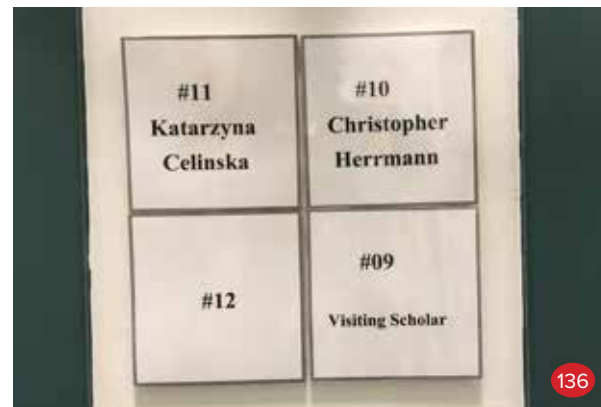 #11
Katarzyna
Celinska
#10
Christopher
Herrmann
#12
#09
Visiting Scholar
136